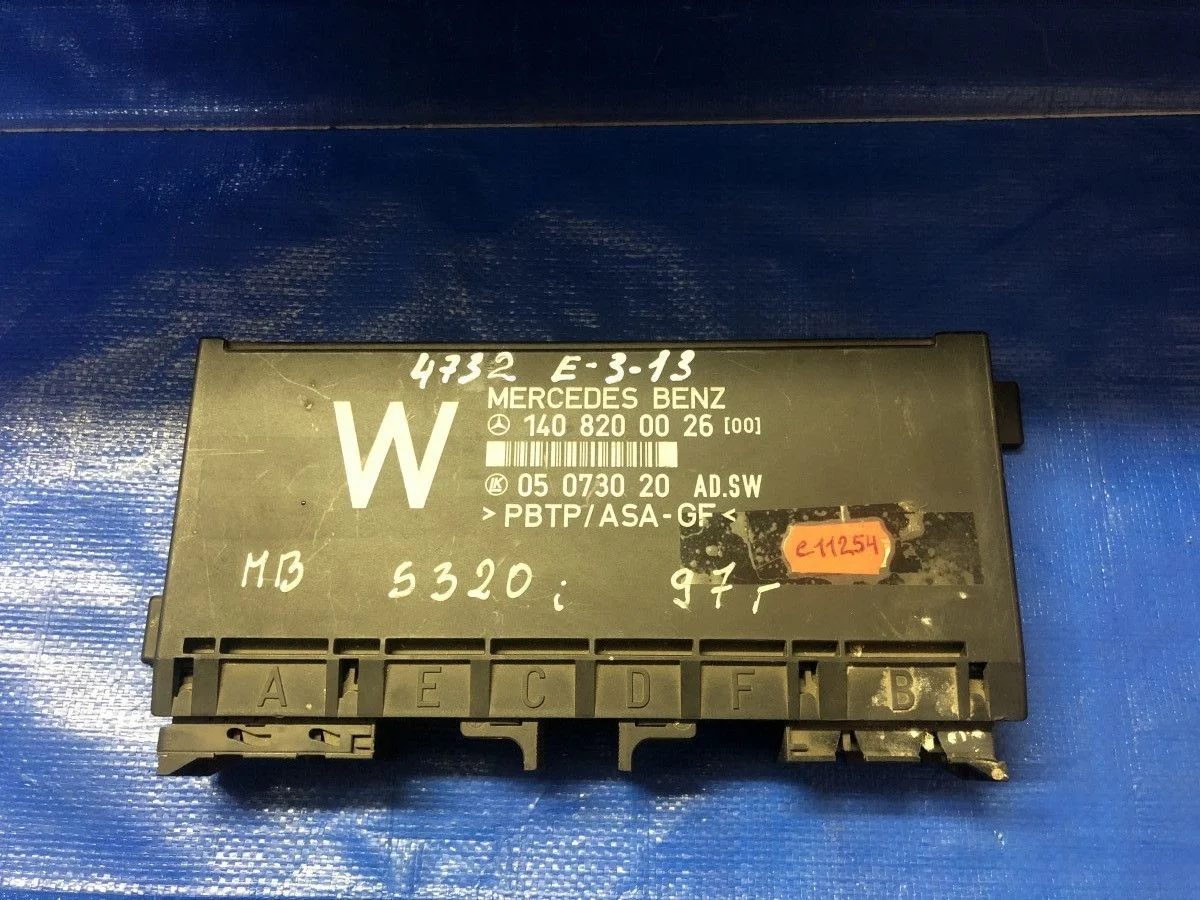 4732 E-3-13
W
MERCEDES BENZ
140 820 00 26 [00]
LK 05 0730 20 AD.SW
>PBTP/ASA-GF<
e11254
MB S320i 97г
A E C D F B